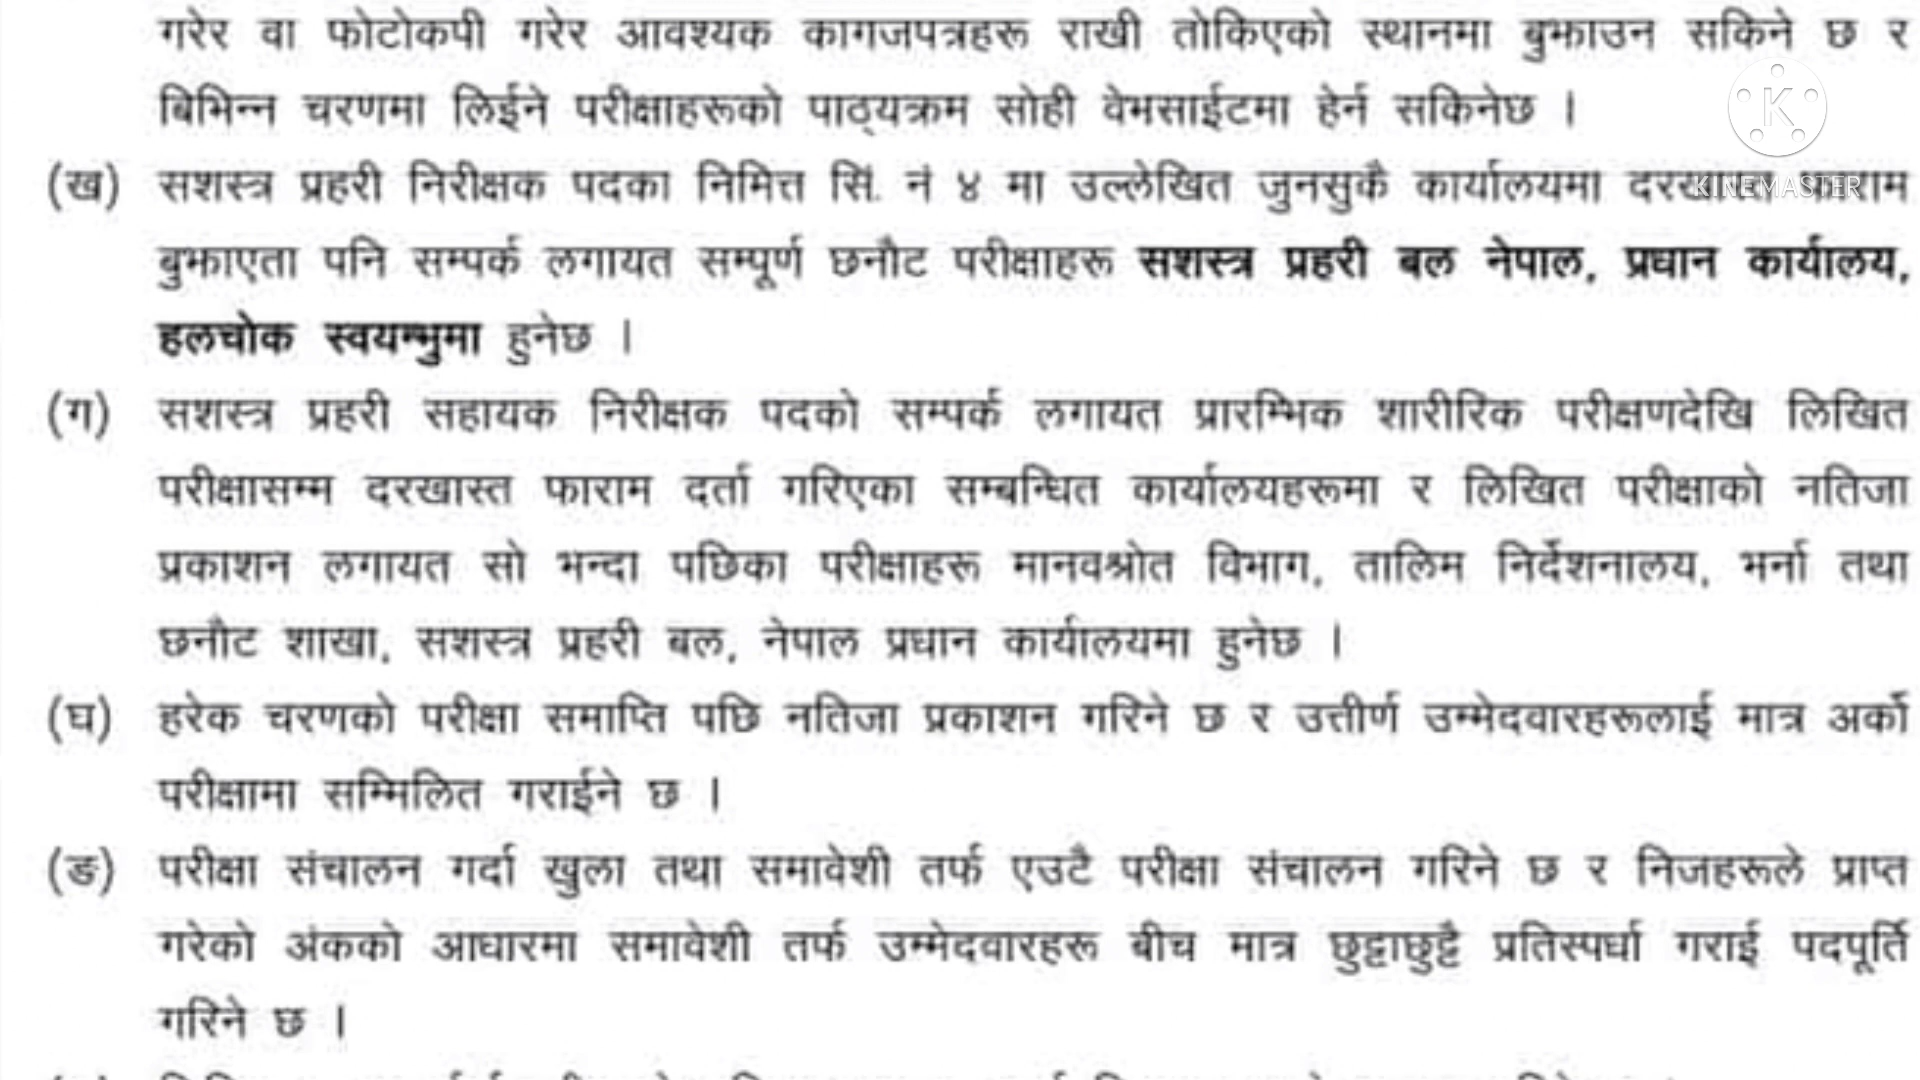 गरेर वा फोटोकपी गरेर आवश्यक कागजपत्रहरू राखी तोकिएको स्थानमा बुझाउन सकिने छ र
बिभिन्न चरणमा लिईने परीक्षाहरूको पाठ्यक्रम सोही वेभसाईटमा हेर्न सकिनेछ ।
(ख) सशस्त्र प्रहरी निरीक्षक पदका निमित्त सिं. नं ४ मा उल्लेखित जुनसुकै कार्यालयमा दरखास्त फाराम
बुझाएता पनि सम्पर्क लगायत सम्पूर्ण छनौट परीक्षाहरू सशस्त्र प्रहरी बल नेपाल, प्रधान कार्यालय,
हलचोक स्वयम्भुमा हुनेछ ।
(ग) सशस्त्र प्रहरी सहायक निरीक्षक पदको सम्पर्क लगायत प्रारम्भिक शारीरिक परीक्षणदेखि लिखित
परीक्षासम्म दरखास्त फाराम दर्ता गरिएका सम्बन्धित कार्यालयहरूमा र लिखित परीक्षाको नतिजा
प्रकाशन लगायत सो भन्दा पछिका परीक्षाहरू मानवश्रोत विभाग, तालिम निर्देशनालय, भर्ना तथा
छनौट शाखा, सशस्त्र प्रहरी बल, नेपाल प्रधान कार्यालयमा हुनेछ ।
(घ) हरेक चरणको परीक्षा समाप्ति पछि नतिजा प्रकाशन गरिने छ र उत्तीर्ण उम्मेदवारहरूलाई मात्र अर्को
परीक्षामा सम्मिलित गराईने छ ।
(ङ) परीक्षा संचालन गर्दा खुला तथा समावेशी तर्फ एउटै परीक्षा संचालन गरिने छ र निजहरूले प्राप्त
गरेको अंकको आधारमा समावेशी तर्फ उम्मेदवारहरू बीच मात्र छुट्टाछुट्टै प्रतिस्पर्धा गराई पदपूर्ति
गरिने छ ।
K
KINEMASTER